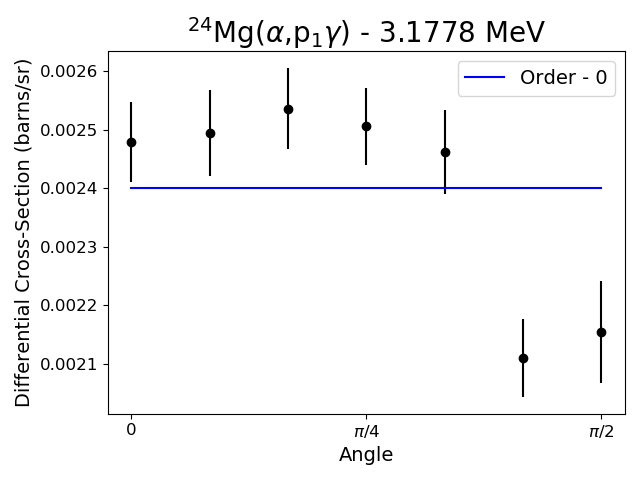 ²⁴Mg(α,p₁γ) - 3.1778 MeV
Order - 0
Differential Cross-Section (barns/sr)
0.0026
0.0025
0.0024
0.0023
0.0022
0.0021
0
π/4
π/2
Angle